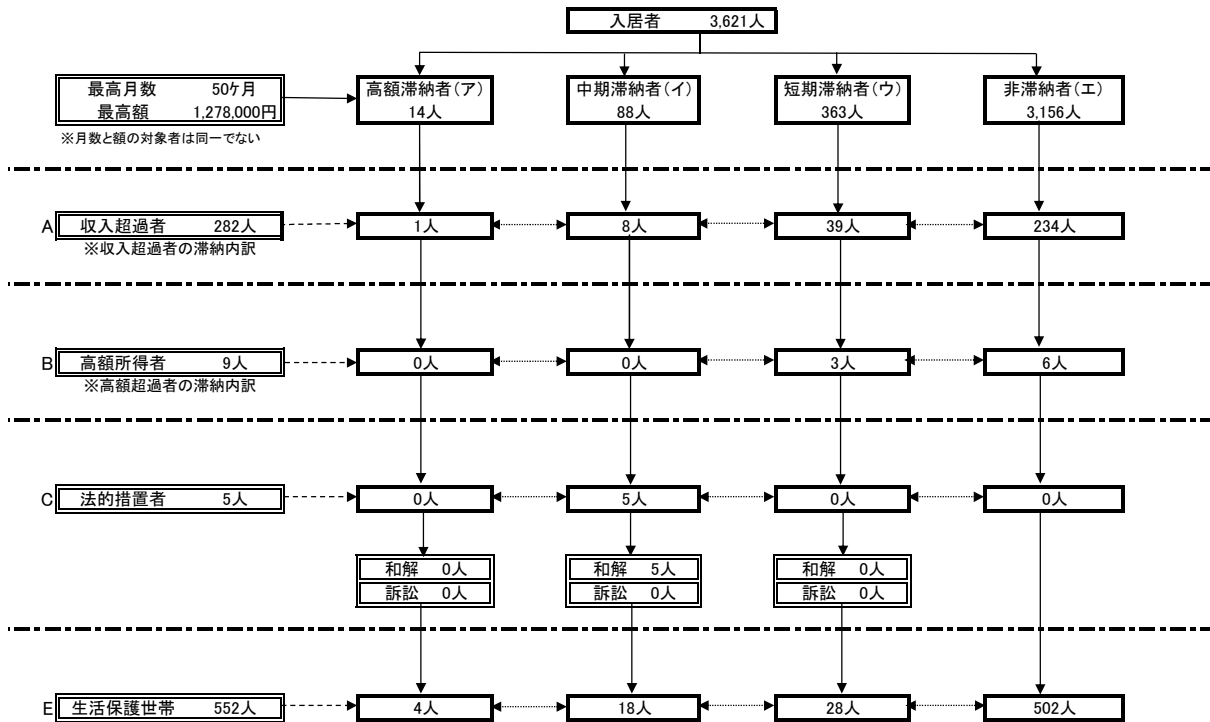 入居者 3,621人
最高月数 50ケ月
最高額 1,278,000円
※月数と額の対象者は同一でない
高額滞納者(ア)
14人
中期滞納者(イ)
88人
短期滞納者(ウ)
363人
非滞納者(エ)
3,156人
A 収入超過者 282人 1人 8人 39人 234人
※収入超過者の滞納内訳
B 高額所得者 9人 0人 0人 3人 6人
※高額超過者の滞納内訳
C 法的措置者 5人 0人 5人 0人 0人
和解 0人 和解 5人 和解 0人
訴訟 0人 訴訟 0人 訴訟 0人
E 生活保護世帯 552人 4人 18人 28人 502人